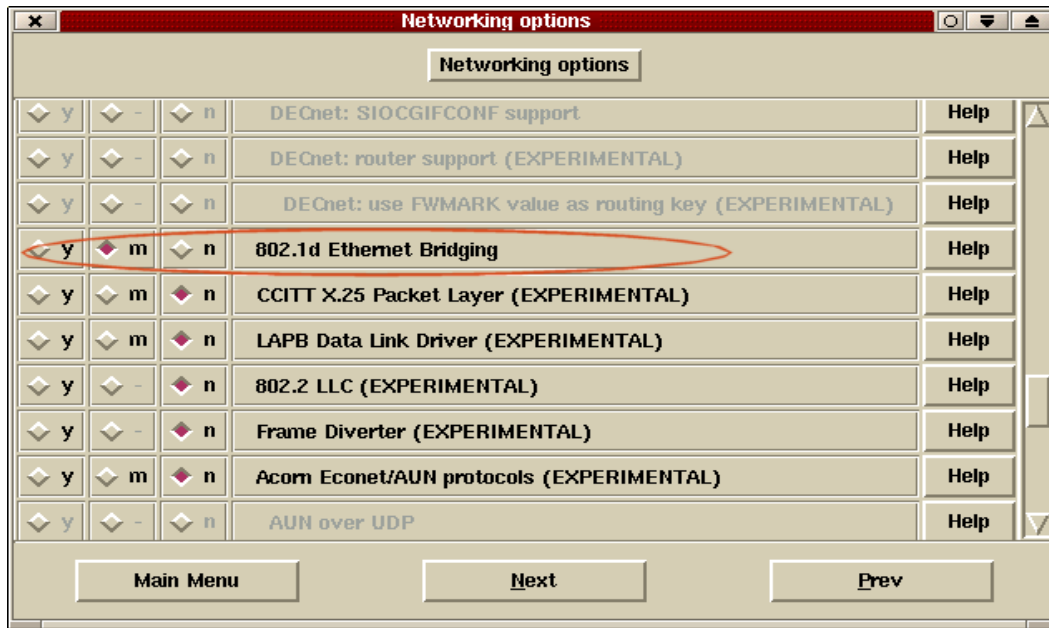 Networking options
Networking options
y - n DECnet: SIOCGIFCONF support Help
y - n DECnet: router support (EXPERIMENTAL) Help
y - n DECnet: use FWMARK value as routing key (EXPERIMENTAL) Help
y m n 802.1d Ethernet Bridging Help
y m n CCITT X.25 Packet Layer (EXPERIMENTAL) Help
y m n LAPB Data Link Driver (EXPERIMENTAL) Help
y - n 802.2 LLC (EXPERIMENTAL) Help
y - n Frame Diverter (EXPERIMENTAL) Help
y m n Acorn Econet/AUN protocols (EXPERIMENTAL) Help
y - n AUN over UDP Help
Main Menu Next Prev